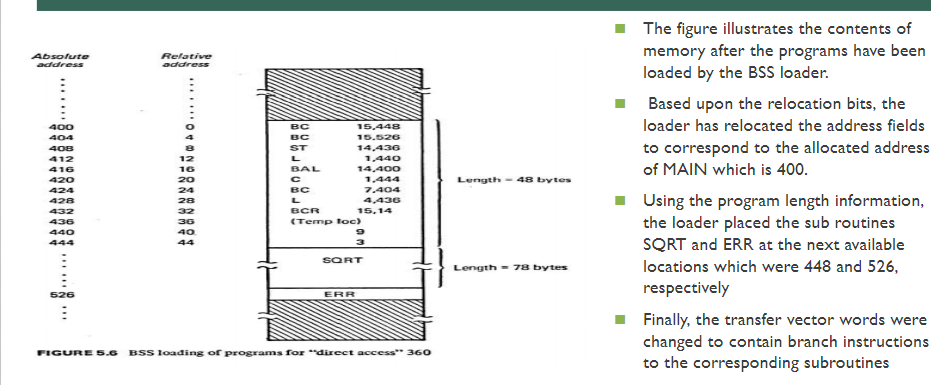 Absolute address
Relative address
400 0 BC 15,448
404 4 BC 15,526
408 8 ST 14,436
412 12 L 1,440
416 16 BAL 14,400
420 20 C 1,444
424 24 BC 7,404
428 28 L 4,436
432 32 BCR 15,14
436 36 (Temp loc)
440 40 9
444 44 3
Length - 48 bytes
SQRT
Length = 78 bytes
526 ERR
FIGURE 5.6 BSS loading of programs for "direct access" 360
The figure illustrates the contents of
memory after the programs have been
loaded by the BSS loader.
Based upon the relocation bits, the
loader has relocated the address fields
to correspond to the allocated address
of MAIN which is 400.
Using the program length information,
the loader placed the sub routines
SQRT and ERR at the next available
locations which were 448 and 526,
respectively
Finally, the transfer vector words were
changed to contain branch instructions
to the corresponding subroutines